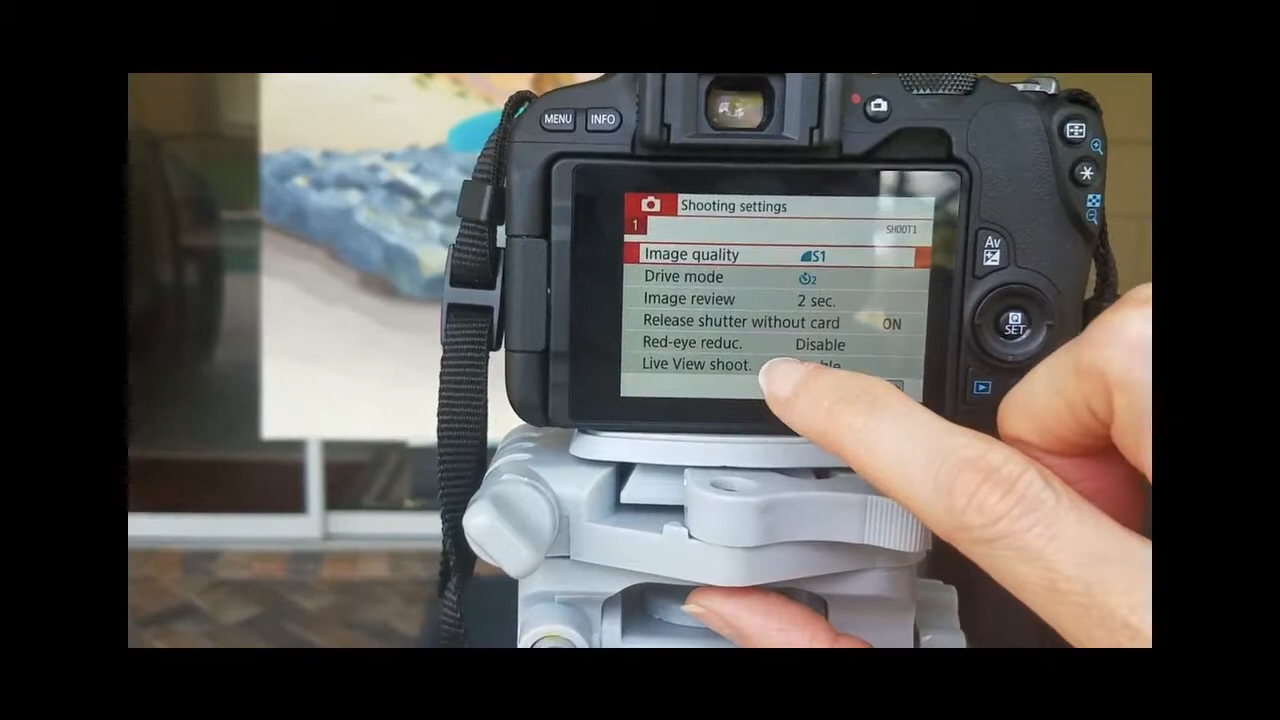 MENU INFO
Shooting settings
1
SHOOT1
Image quality S1
Drive mode 2
Image review 2 sec.
Release shutter without card ON
Red-eye reduc. Disable
Live View shoot.
Av
Q
SET